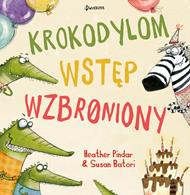 KROKODYLOM
WSTĘP
WZBRONIONY
Heather Pindar
& Susan Batori